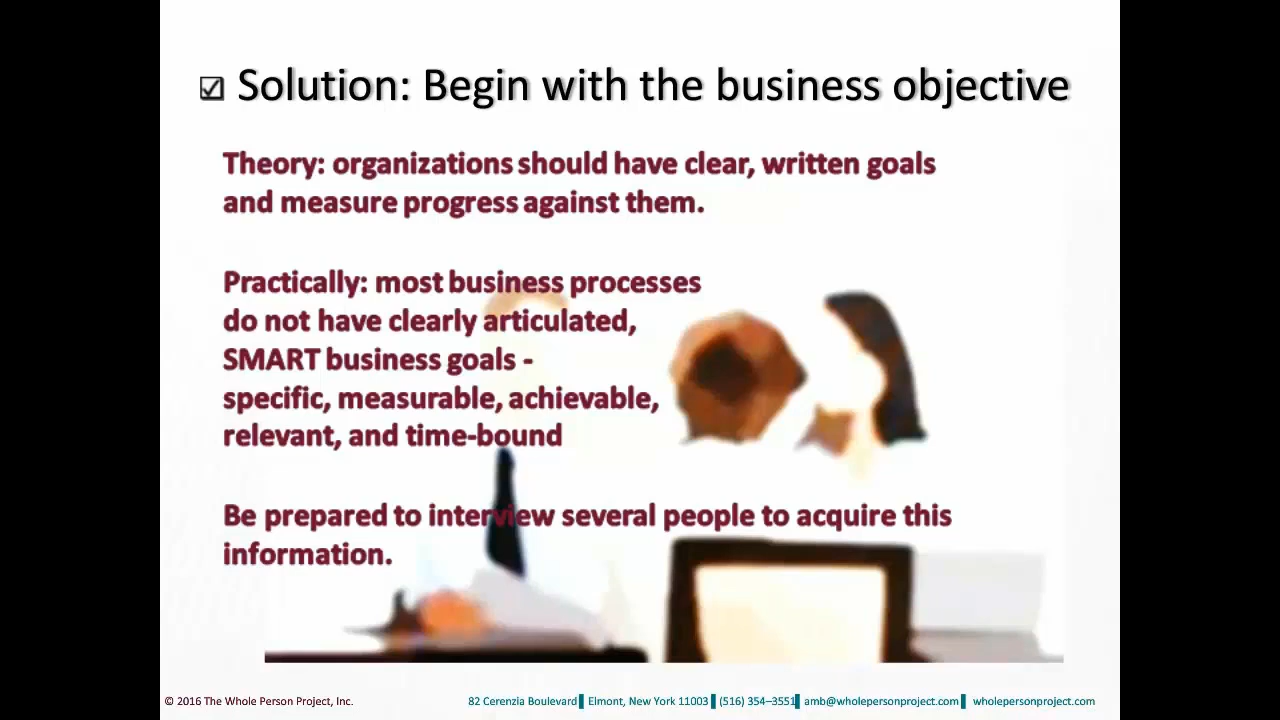 ☑ Solution: Begin with the business objective
Theory: organizations should have clear, written goals
and measure progress against them.
Practically: most business processes
do not have clearly articulated,
SMART business goals -
specific, measurable, achievable,
relevant, and time-bound
Be prepared to interview several people to acquire this
information.
© 2016 The Whole Person Project, Inc. 82 Cerenzia Boulevard ▌ Elmont, New York 11003 ▌ (516) 354–3551 ▌ amb@wholepersonproject.com ▌ wholepersonproject.com